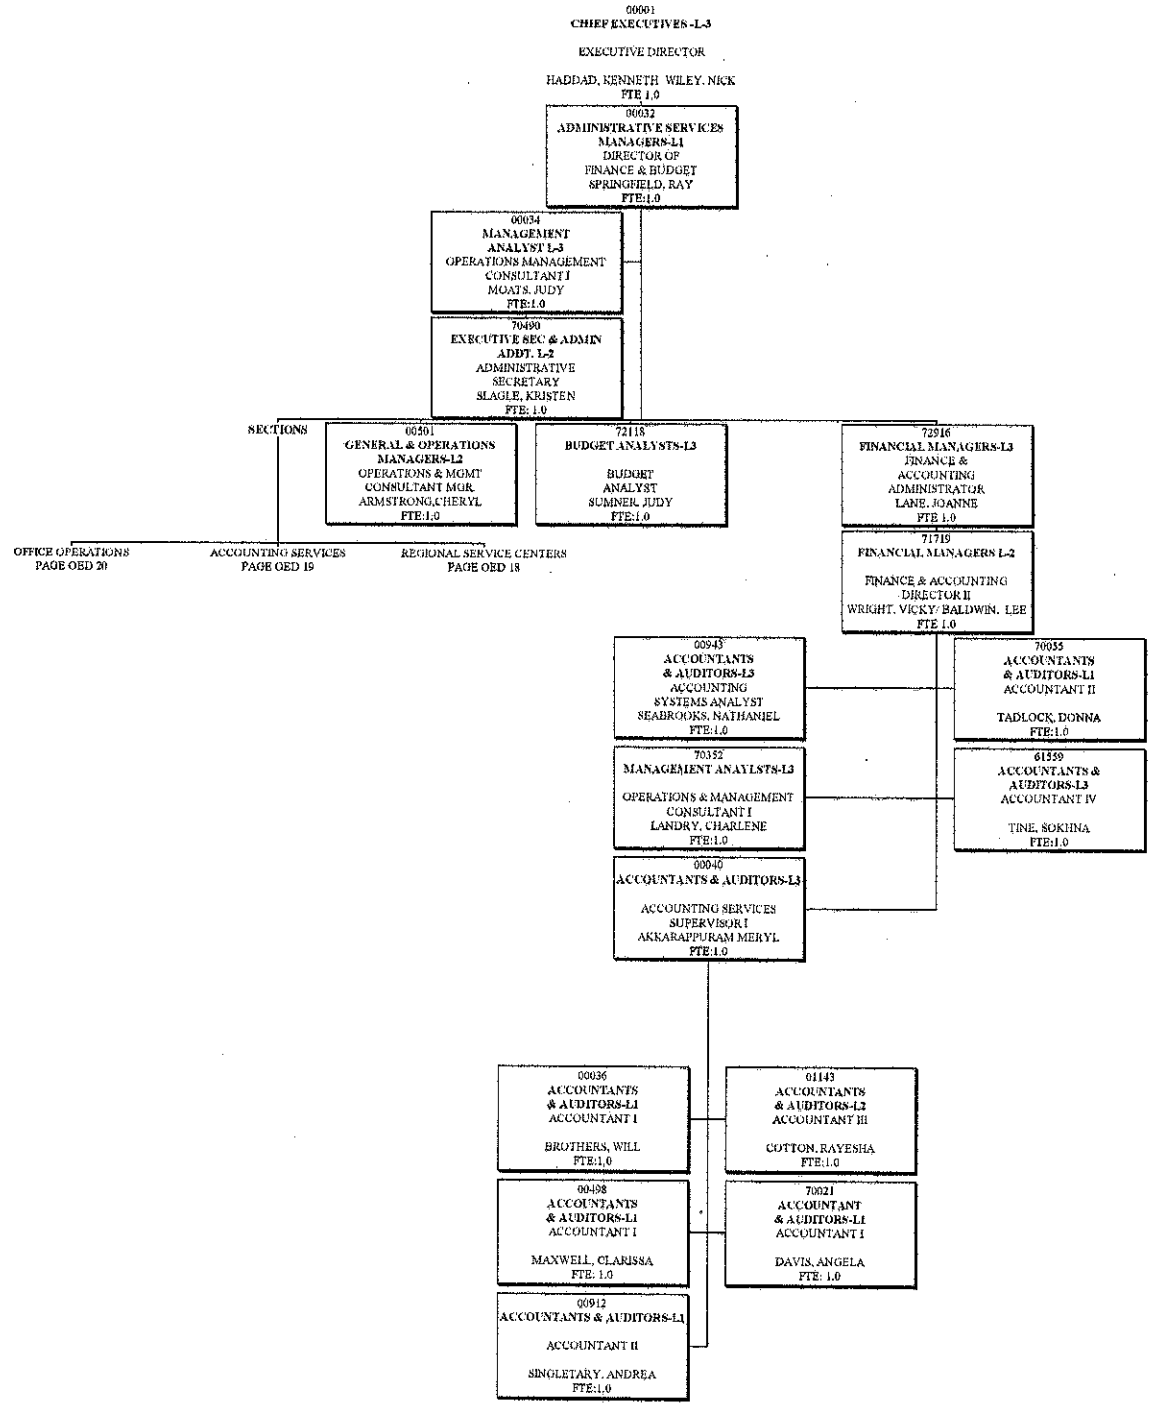 00001
CHIEF EXECUTIVES -L-3
EXECUTIVE DIRECTOR
HADDAD, KENNETH WILEY, NICK
FTE 1.0
00032
ADMINISTRATIVE SERVICES
MANAGERS-L1
DIRECTOR OF
FINANCE & BUDGET
SPRINGFIELD, RAY
FTE:1.0
00034
MANAGEMENT
ANALYST L-3
OPERATIONS MANAGEMENT
CONSULTANT I
MOATS, JUDY
FTE:1.0
70490
EXECUTIVE SEC & ADMIN
ADDT. L-2
ADMINISTRATIVE
SECRETARY
SLAGLE, KRISTEN
FTE: 1.0
SECTIONS
00501
GENERAL & OPERATIONS
MANAGERS-L2
OPERATIONS & MGMT
CONSULTANT MGR.
ARMSTRONG,CHERYL
FTE:1.0
72118
BUDGET ANALYSTS-L3
BUDGET
ANALYST
SUMNER, JUDY
FTE:1.0
72916
FINANCIAL MANAGERS-L3
FINANCE &
ACCOUNTING
ADMINISTRATOR
LANE, JOANNE
FTE 1.0
OFFICE OPERATIONS
PAGE OED 20
ACCOUNTING SERVICES
PAGE OED 19
REGIONAL SERVICE CENTERS
PAGE OED 18
71719
FINANCIAL MANAGERS L-2
FINANCE & ACCOUNTING
DIRECTOR II
WRIGHT, VICKY/ BALDWIN, LEE
FTE 1.0
00943
ACCOUNTANTS
& AUDITORS-L3
ACCOUNTING
SYSTEMS ANALYST
SEABROOKS, NATHANIEL
FTE:1.0
70055
ACCOUNTANTS
& AUDITORS-L1
ACCOUNTANT II
TADLOCK, DONNA
FTE:1.0
70352
MANAGEMENT ANAYLSTS-L3
OPERATIONS & MANAGEMENT
CONSULTANT I
LANDRY, CHARLENE
FTE:1.0
61559
ACCOUNTANTS &
AUDITORS-L3
ACCOUNTANT IV
TINE, SOKHNA
FTE:1.0
00040
ACCOUNTANTS & AUDITORS-L3
ACCOUNTING SERVICES
SUPERVISOR I
AKKARAPPURAM MERYL
FTE:1.0
00036
ACCOUNTANTS
& AUDITORS-L1
ACCOUNTANT I
BROTHERS, WILL
FTE:1.0
01143
ACCOUNTANTS
& AUDITORS-L2
ACCOUNTANT III
COTTON, RAYESHA
FTE:1.0
00498
ACCOUNTANTS
& AUDITORS-L1
ACCOUNTANT I
MAXWELL, CLARISSA
FTE: 1.0
70021
ACCOUNTANT
& AUDITORS-L1
ACCOUNTANT I
DAVIS, ANGELA
FTE: 1.0
00912
ACCOUNTANTS & AUDITORS-L1
ACCOUNTANT II
SINGLETARY, ANDREA
FTE:1.0